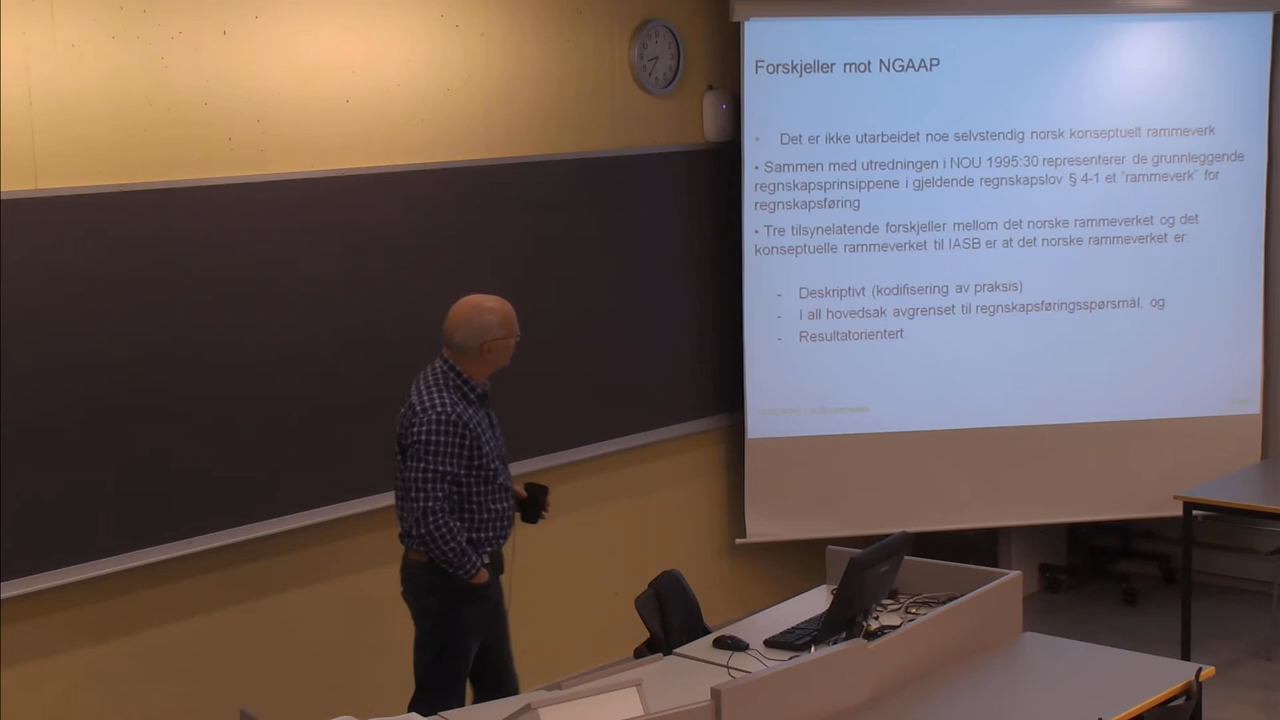 Forskjeller mot NGAAP
• Det er ikke utarbeidet noe selvstendig norsk konseptuelt rammeverk
• Sammen med utredningen i NOU 1995:30 representerer de grunnleggende
regnskapsprinsippene i gjeldende regnskapslov § 4-1 et "rammeverk" for
regnskapsføring
• Tre tilsynelatende forskjeller mellom det norske rammeverket og det
konseptuelle rammeverket til IASB er at det norske rammeverket er:
- Deskriptivt (kodifisering av praksis)
- I all hovedsak avgrenset til regnskapsføringsspørsmål, og
- Resultatorientert